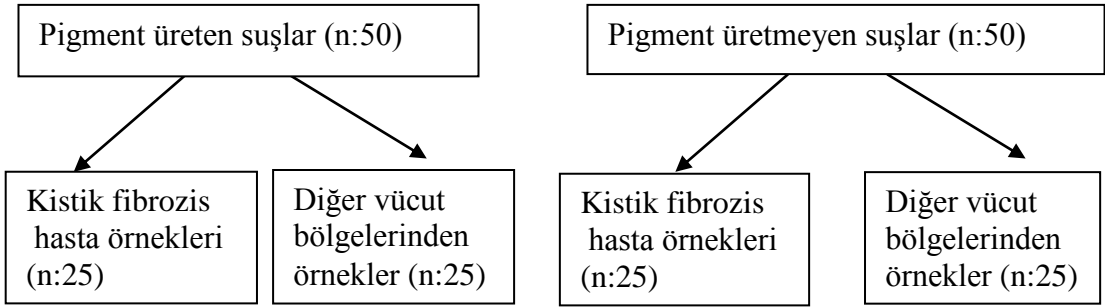 Pigment üreten suşlar (n:50)
Pigment üretmeyen suşlar (n:50)
Kistik fibrozis
hasta örnekleri
(n:25)
Diğer vücut
bölgelerinden
örnekler (n:25)
Kistik fibrozis
hasta örnekleri
(n:25)
Diğer vücut
bölgelerinden
örnekler (n:25)